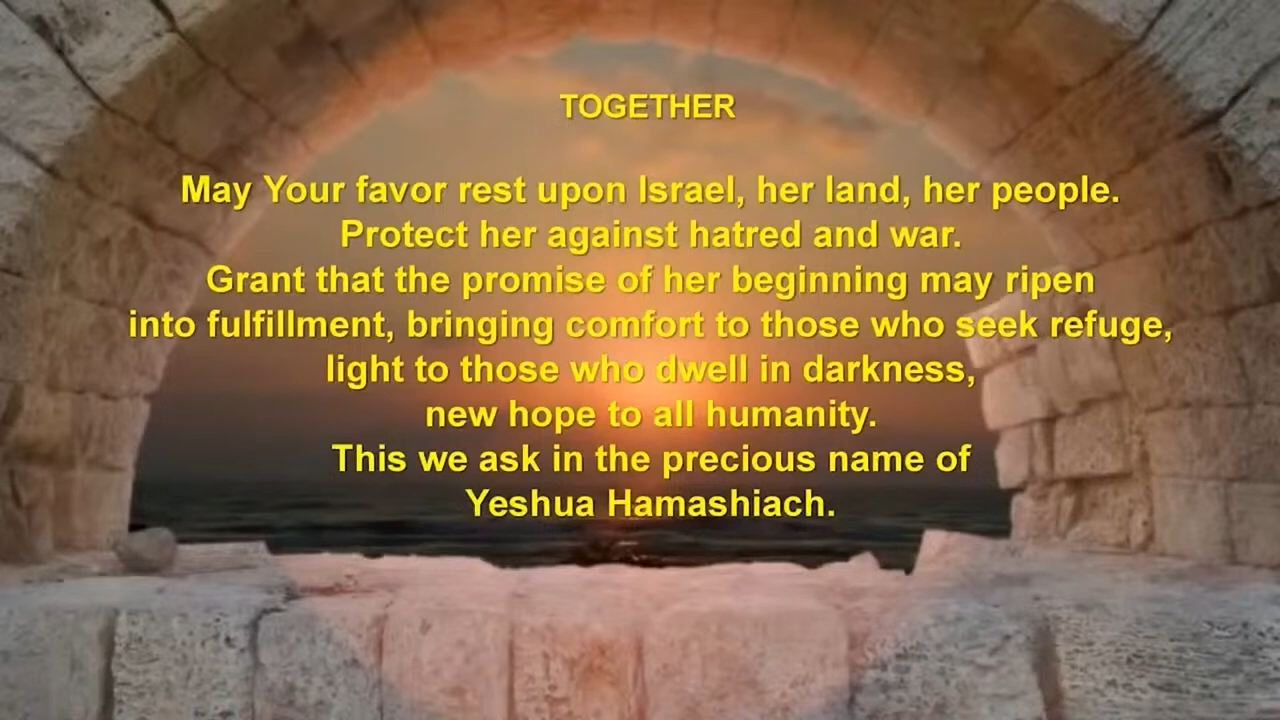 TOGETHER
May Your favor rest upon Israel, her land, her people.
Protect her against hatred and war.
Grant that the promise of her beginning may ripen
into fulfillment, bringing comfort to those who seek refuge,
light to those who dwell in darkness,
new hope to all humanity.
This we ask in the precious name of
Yeshua Hamashiach.